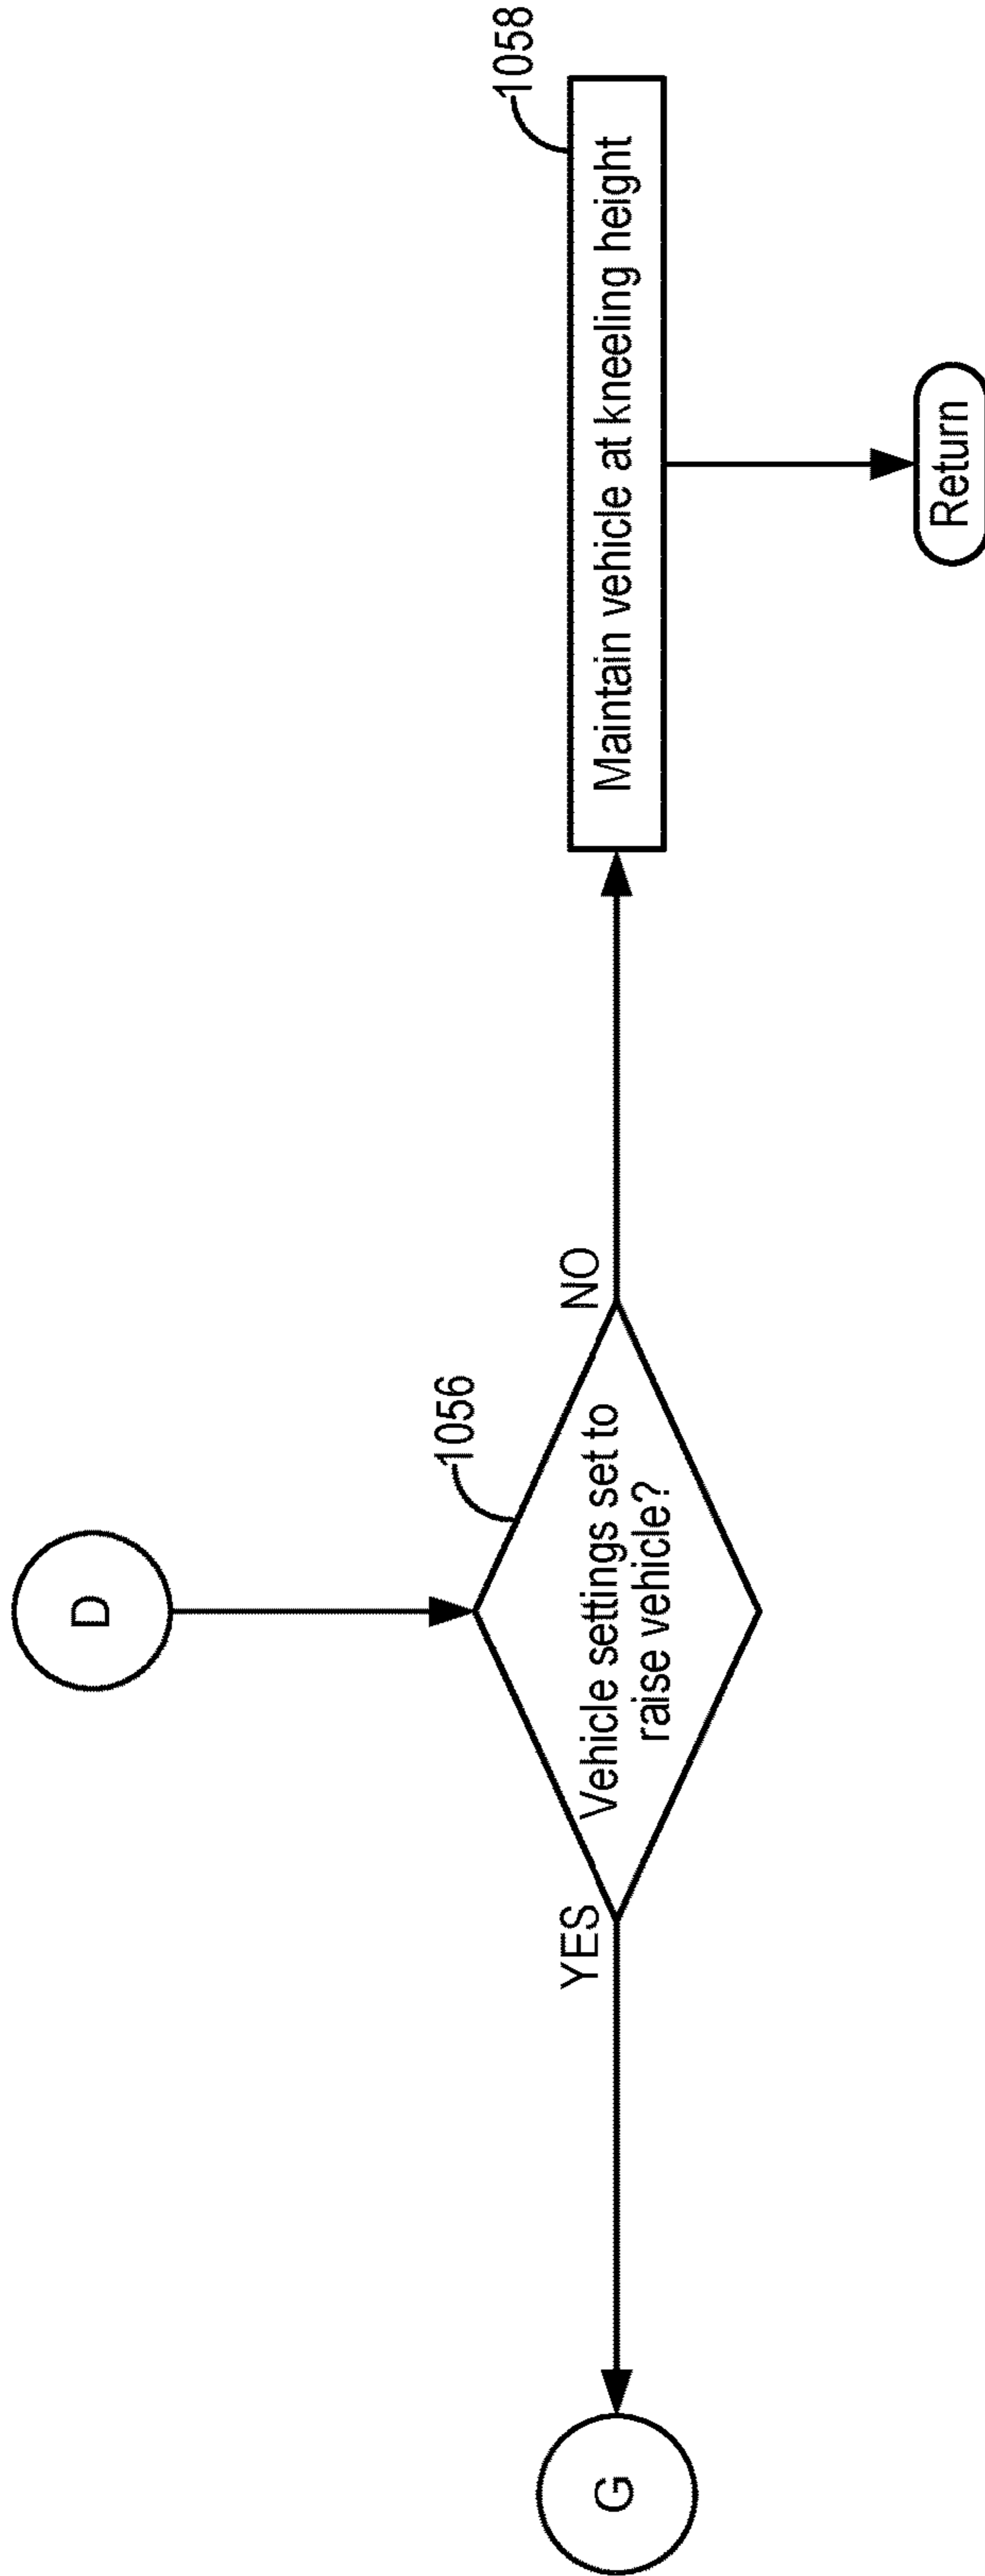 D
1056
Vehicle settings set to
raise vehicle?
YES
NO
G
1058
Maintain vehicle at kneeling height
Return